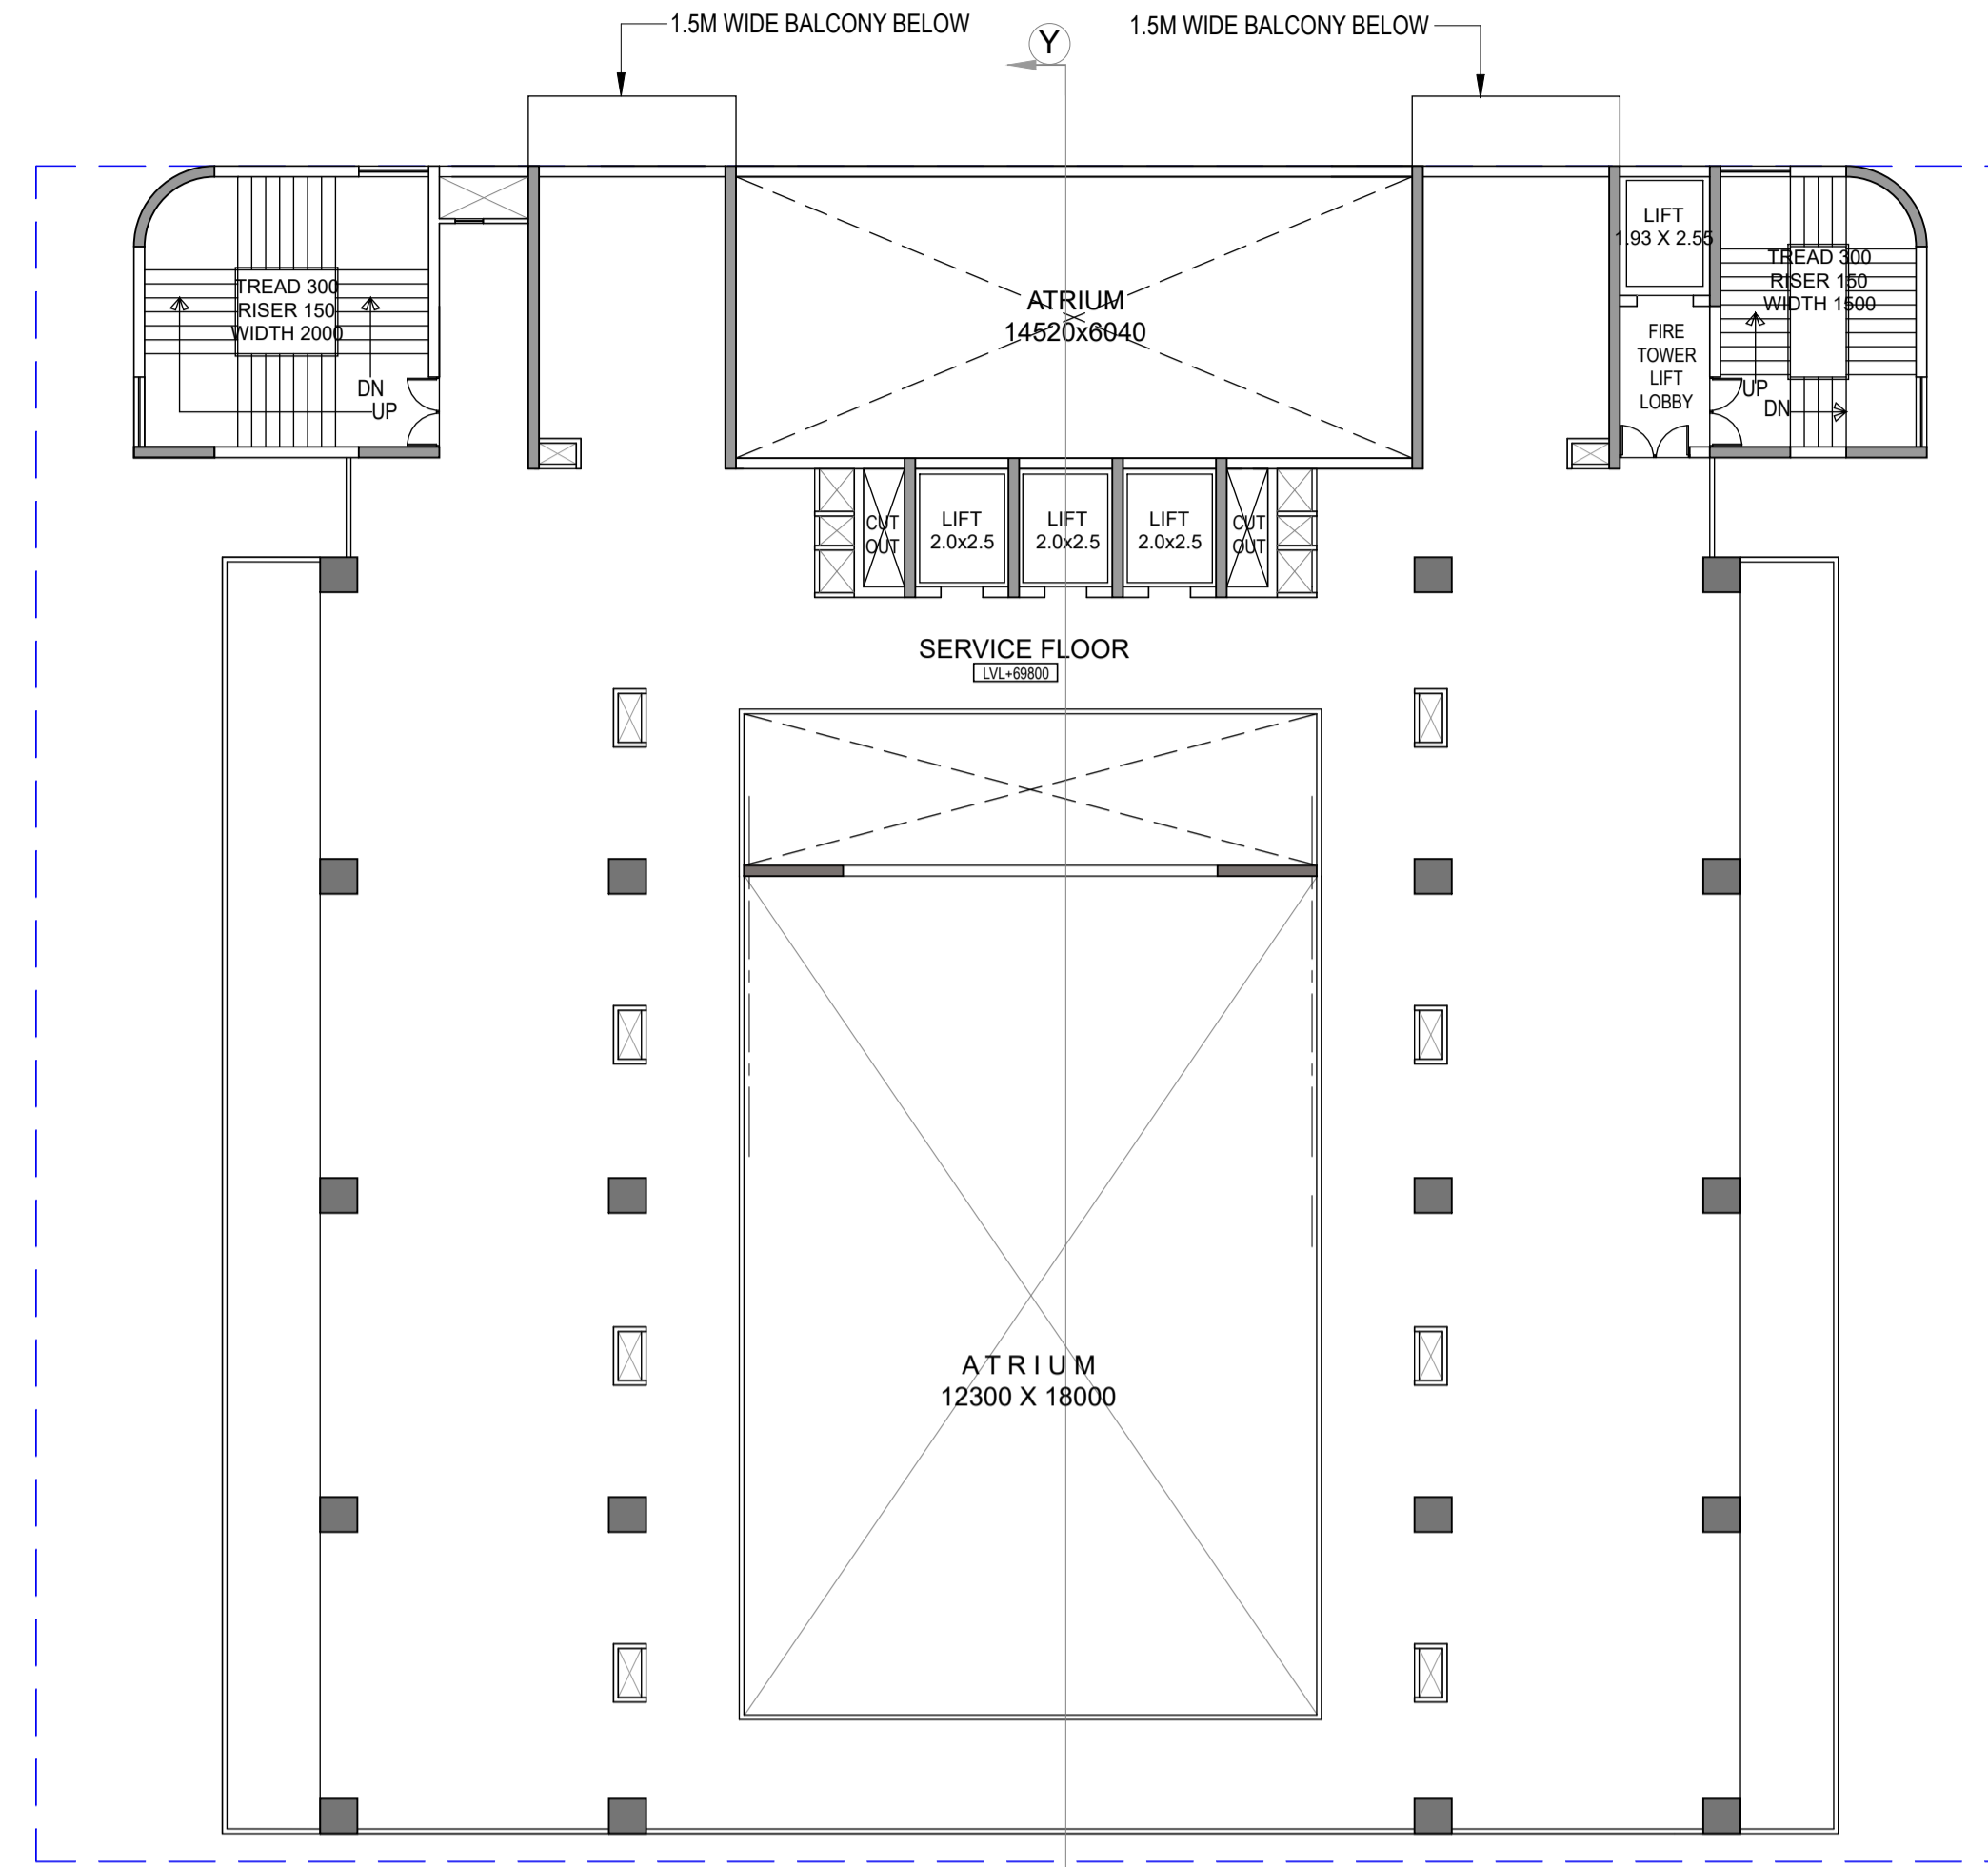 1.5M WIDE BALCONY BELOW
1.5M WIDE BALCONY BELOW
Y
LIFT
1.93 X 2.55
TREAD 300
RISER 150
WIDTH 2000
TREAD 300
RISER 150
WIDTH 1500
ATRIUM
14520x6040
FIRE
TOWER
LIFT
LOBBY
DN
UP
UP
DN
CUT
OUT
LIFT
2.0x2.5
LIFT
2.0x2.5
LIFT
2.0x2.5
CUT
OUT
SERVICE FLOOR
LVL+69800
ATRIUM
12300 X 18000